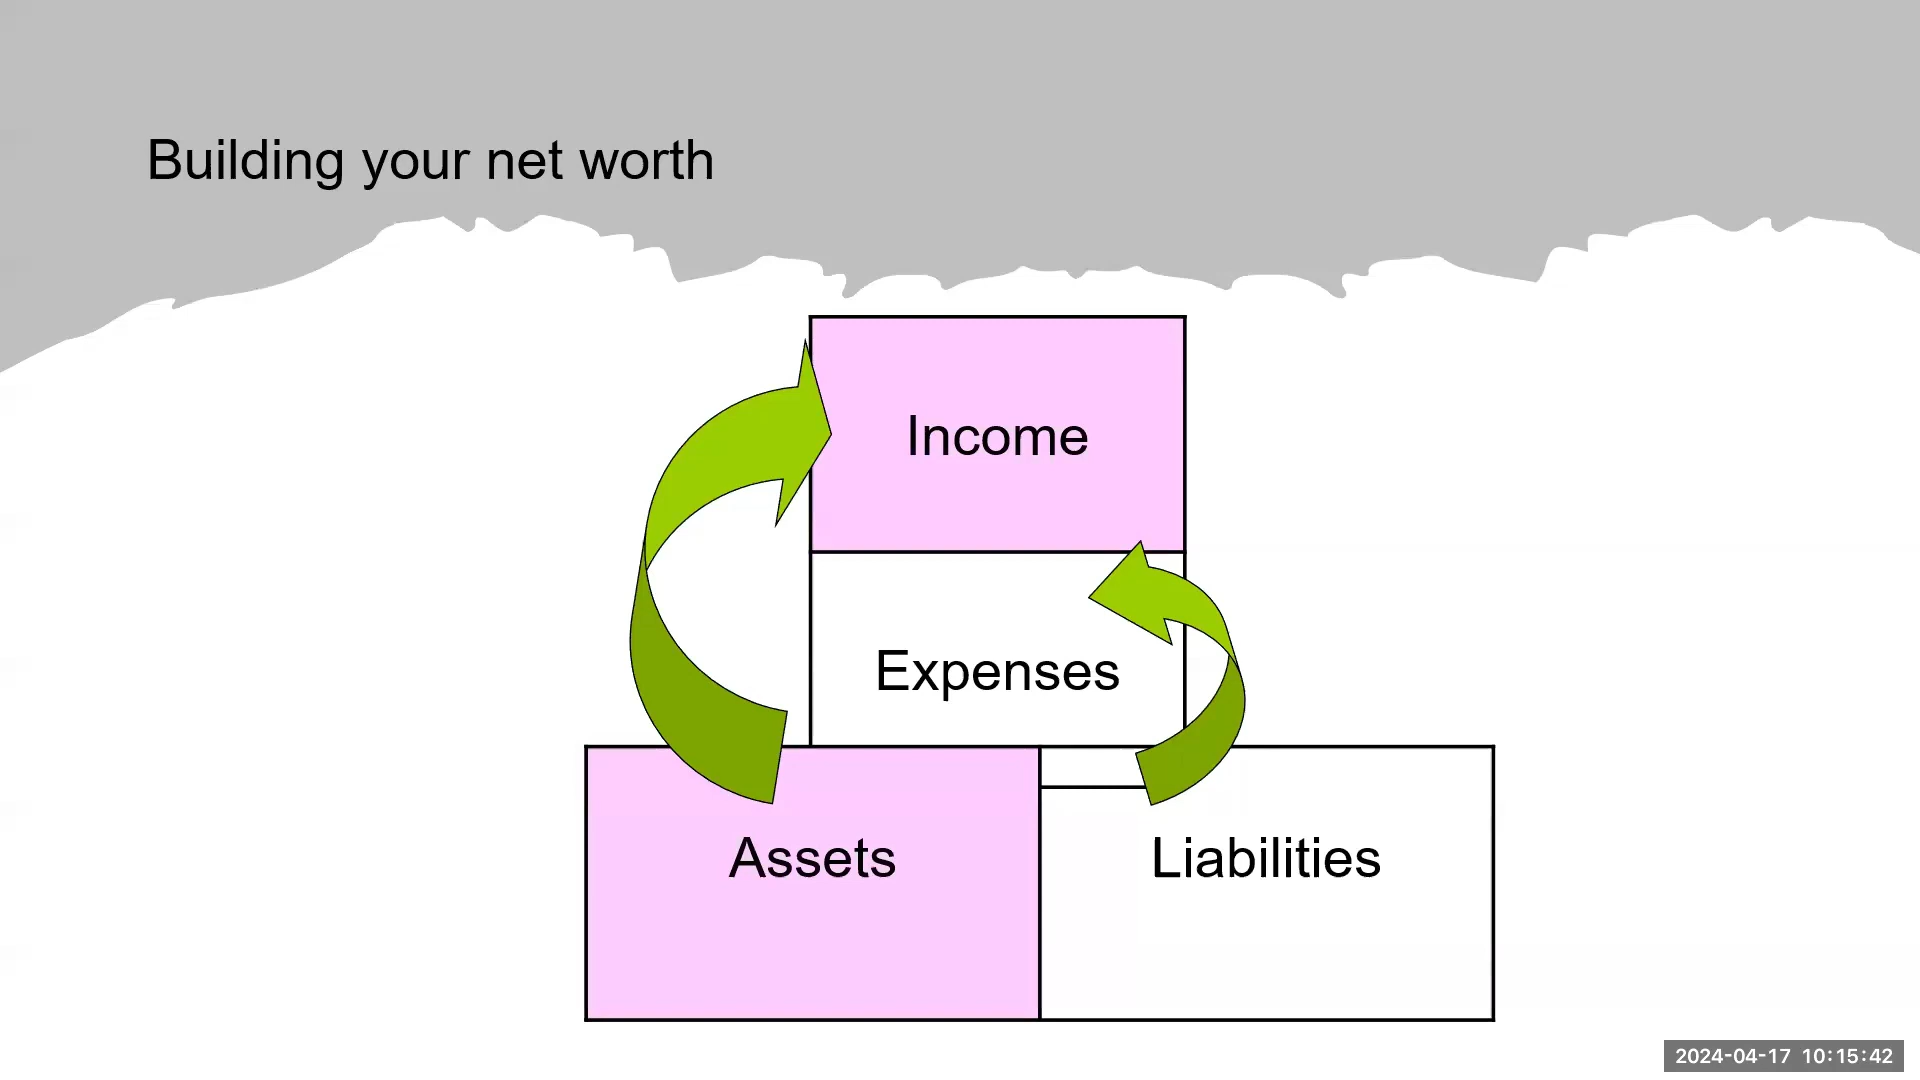 Building your net worth
Income
Expenses
Assets
Liabilities
2024-04-17 10:15:42